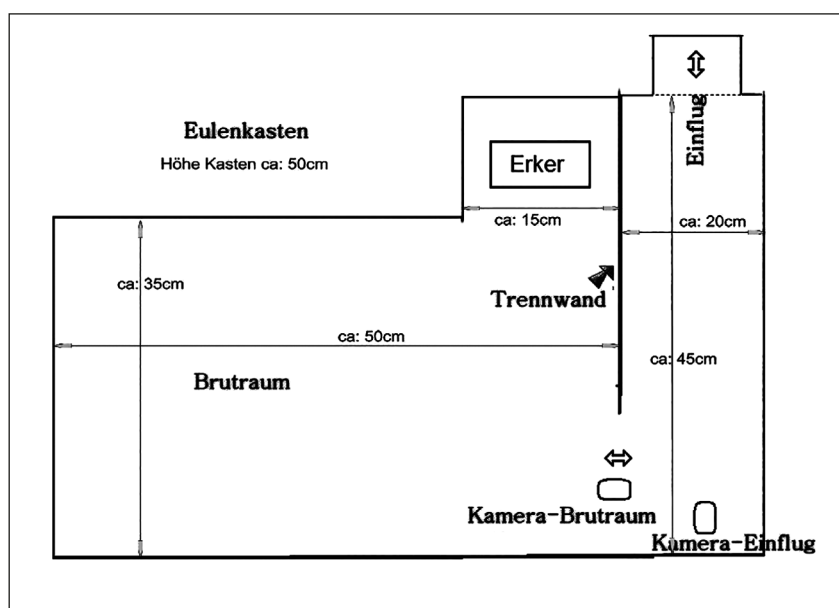 Eulenkasten
Höhe Kasten ca: 50cm
Erker
Einflug
ca: 15cm
ca: 20cm
ca: 35cm
Trennwand
ca: 50cm
ca: 45cm
Brutraum
Kamera-Brutraum
Kamera-Einflug